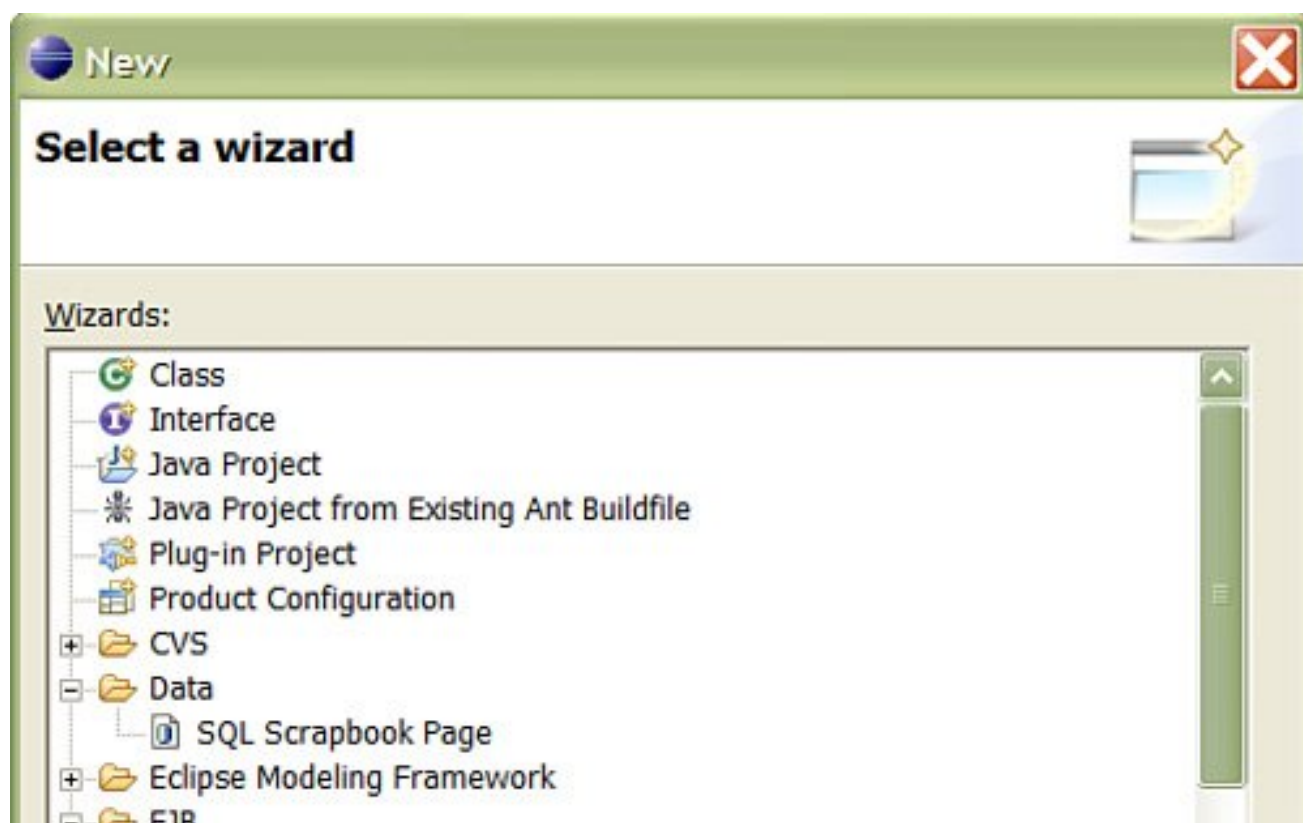 New
Select a wizard
Wizards:
Class
Interface
Java Project
Java Project from Existing Ant Buildfile
Plug-in Project
Product Configuration
CVS
Data
SQL Scrapbook Page
Eclipse Modeling Framework
EJB